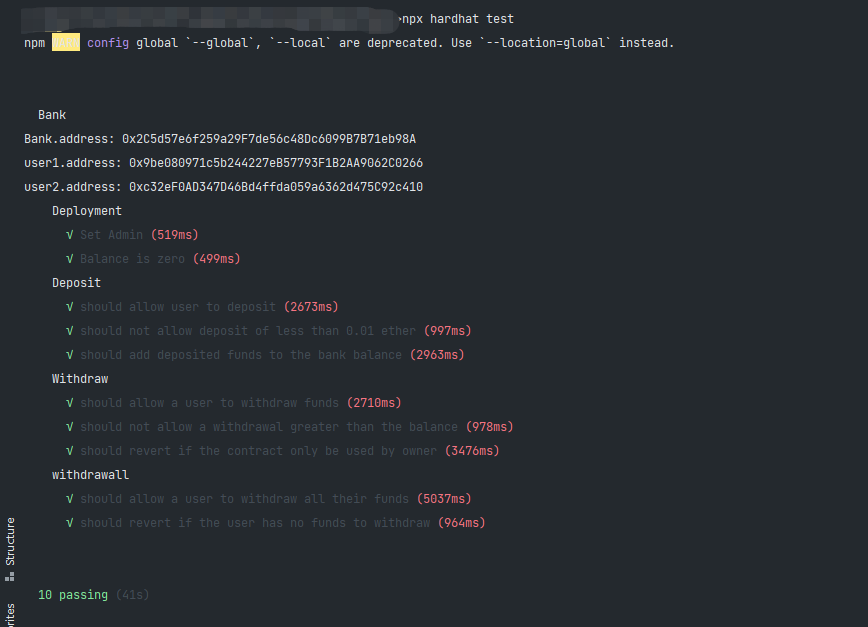 npx hardhat test
npm WARN config global `--global`, `--local` are deprecated. Use `--location=global` instead.
Bank
Bank.address: 0x2C5d57e6f259a29F7de56c48Dc6099B7B71eb98A
user1.address: 0x9be080971c5b244227eB57793F1B2AA9062C0266
user2.address: 0xc32eF0AD347D46Bd4ffda059a6362d475C92c410
Deployment
√ Set Admin (519ms)
√ Balance is zero (499ms)
Deposit
√ should allow user to deposit (2673ms)
√ should not allow deposit of less than 0.01 ether (997ms)
√ should add deposited funds to the bank balance (2963ms)
Withdraw
√ should allow a user to withdraw funds (2710ms)
√ should not allow a withdrawal greater than the balance (978ms)
√ should revert if the contract only be used by owner (3476ms)
withdrawall
√ should allow a user to withdraw all their funds (5037ms)
√ should revert if the user has no funds to withdraw (964ms)
10 passing (41s)
Structure
rites